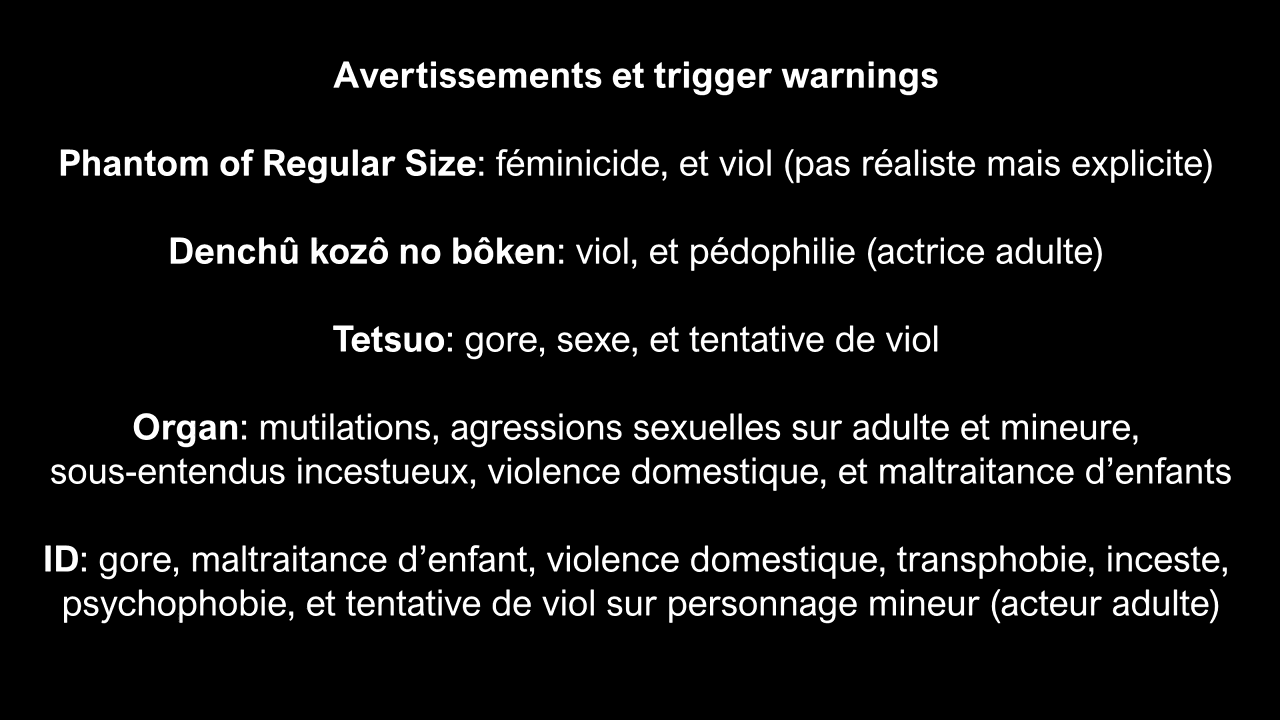 Avertissements et trigger warnings
Phantom of Regular Size: féminicide, et viol (pas réaliste mais explicite)
Denchû kozô no bôken: viol, et pédophilie (actrice adulte)
Tetsuo: gore, sexe, et tentative de viol
Organ: mutilations, agressions sexuelles sur adulte et mineure,
sous-entendus incestueux, violence domestique, et maltraitance d’enfants
ID: gore, maltraitance d’enfant, violence domestique, transphobie, inceste,
psychophobie, et tentative de viol sur personnage mineur (acteur adulte)